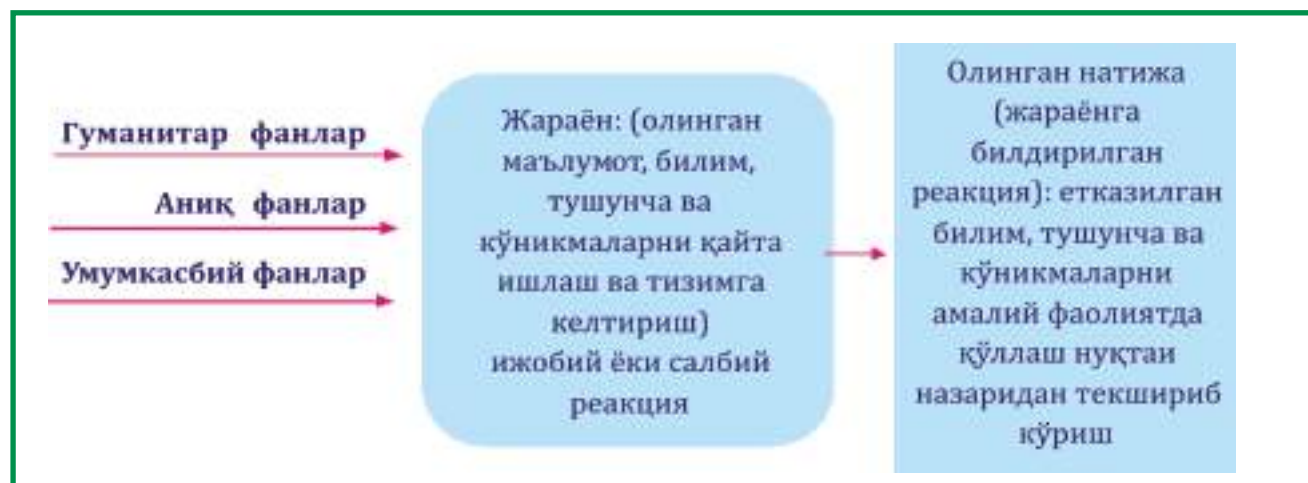 Гуманитар фанлар
Аниқ фанлар
Умумкасбий фанлар
Жараён: (олинган
маълумот, билим,
тушунча ва
кўникмаларни қайта
ишлаш ва тизимга
келтириш)
ижобий ёки салбий
реакция
Олинган натижа
(жараёнга
билдирилган
реакция): етказилган
билим, тушунча ва
кўникмаларни
амалий фаолиятда
қўллаш нуқтаи
назаридан текшириб
кўриш